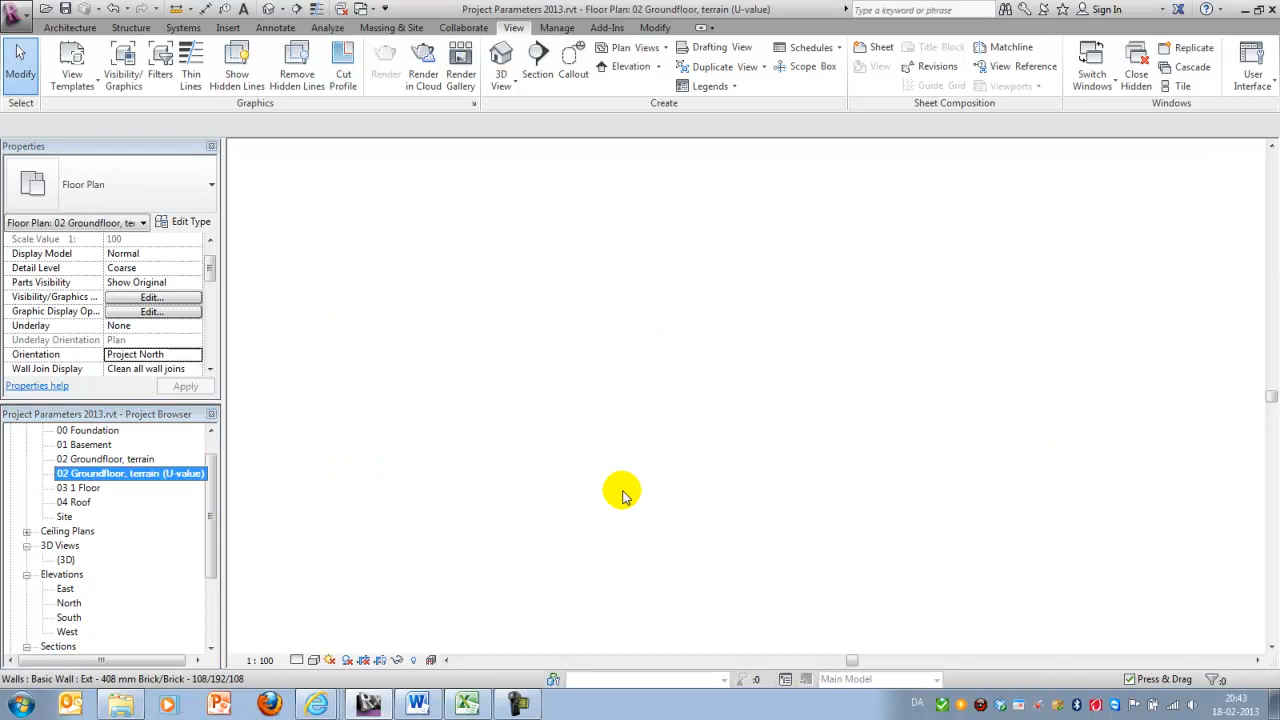 Project Parameters 2013.rvt - Floor Plan: 02 Groundfloor, terrain (U-value)
Type a keyword or phrase
Sign In
Architecture
Structure
Systems
Insert
Annotate
Analyze
Massing & Site
Collaborate
View
Manage
Add-Ins
Modify
Modify
View Templates
Visibility/ Graphics
Filters
Thin Lines
Show Hidden Lines
Remove Hidden Lines
Cut Profile
Render
Render in Cloud
Render Gallery
3D View
Section
Callout
Plan Views
Elevation
Drafting View
Duplicate View
Legends
Schedules
Scope Box
Sheet
View
Title Block
Revisions
Guide Grid
Matchline
View Reference
Viewports
Switch Windows
Close Hidden
Replicate
Cascade
Tile
User Interface
Select
Graphics
Create
Sheet Composition
Windows
Properties
Floor Plan
Floor Plan: 02 Groundfloor, ter
Edit Type
Scale Value 1: 100
Display Model Normal
Detail Level Coarse
Parts Visibility Show Original
Visibility/Graphics ... Edit...
Graphic Display Op... Edit...
Underlay None
Underlay Orientation Plan
Orientation Project North
Wall Join Display Clean all wall joins
Properties help
Apply
Project Parameters 2013.rvt - Project Browser
00 Foundation
01 Basement
02 Groundfloor, terrain
02 Groundfloor, terrain (U-value)
03 1 Floor
04 Roof
Site
Ceiling Plans
3D Views
{3D}
Elevations
East
North
South
West
Sections
1 : 100
Walls : Basic Wall : Ext - 408 mm Brick/Brick - 108/192/108
:0
Main Model
Press & Drag
:0
DA
20:43
18-02-2013